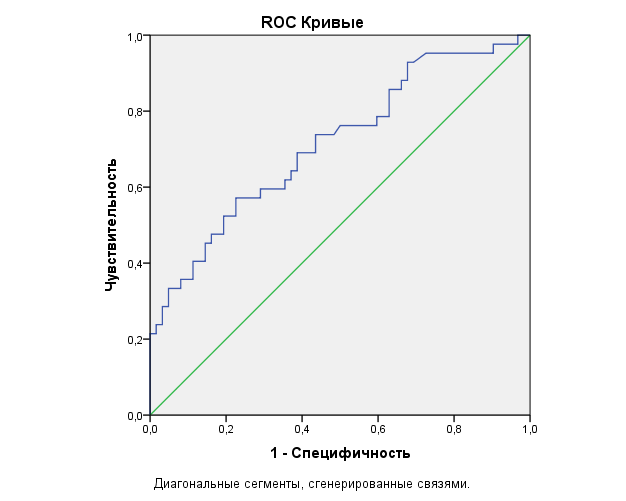 ROC Кривые
1,0
0,8
0,6
0,4
0,2
0,0
Чувствительность
0,0 0,2 0,4 0,6 0,8 1,0
1 - Специфичность
Диагональные сегменты, сгенерированные связями.